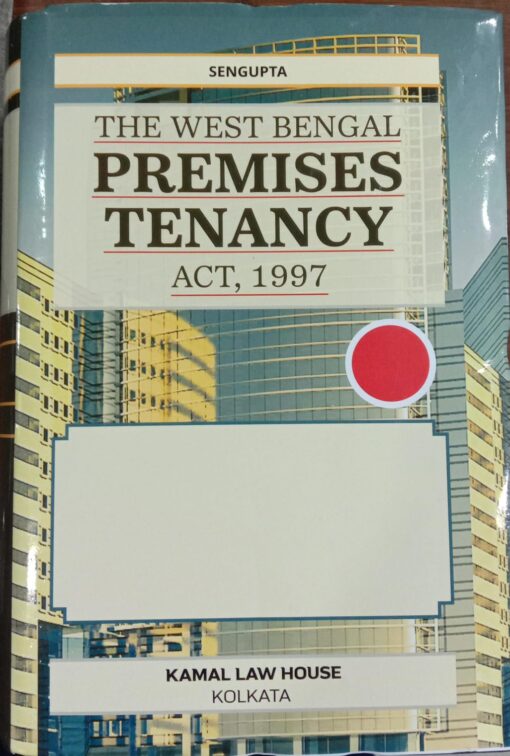 SENGUPTA
THE WEST BENGAL
PREMISES
TENANCY
ACT, 1997
KAMAL LAW HOUSE
KOLKATA